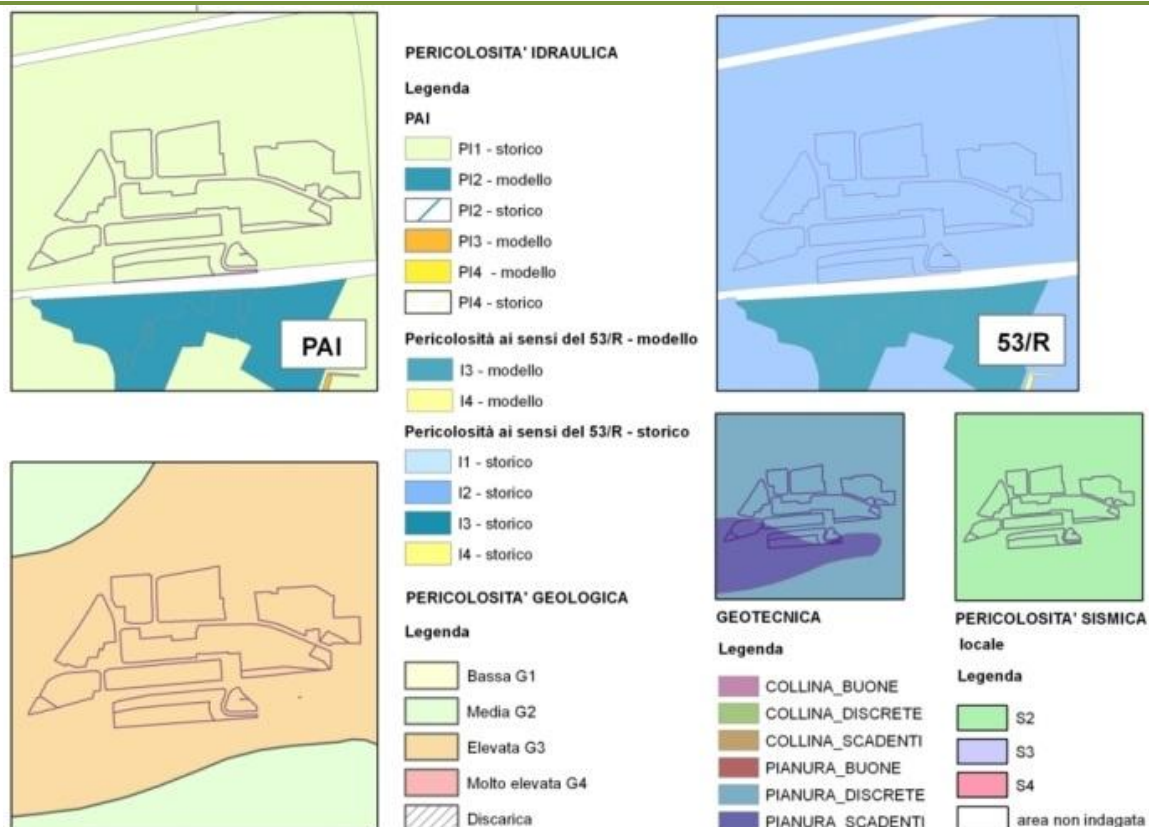 PERICOLOSITA' IDRAULICA
Legenda
PAI
PI1 - storico
PI2 - modello
PI2 - storico
PI3 - modello
PI4 - modello
PI4 - storico
Pericolosità ai sensi del 53/R - modello
I3 - modello
I4 - modello
Pericolosità ai sensi del 53/R - storico
I1 - storico
I2 - storico
I3 - storico
I4 - storico
PERICOLOSITA' GEOLOGICA
Legenda
Bassa G1
Media G2
Elevata G3
Molto elevata G4
Discarica
PAI
53/R
GEOTECNICA
Legenda
COLLINA_BUONE
COLLINA_DISCRETE
COLLINA_SCADENTI
PIANURA_BUONE
PIANURA_DISCRETE
PIANURA_SCADENTI
PERICOLOSITA' SISMICA
locale
Legenda
S2
S3
S4
area non indagata